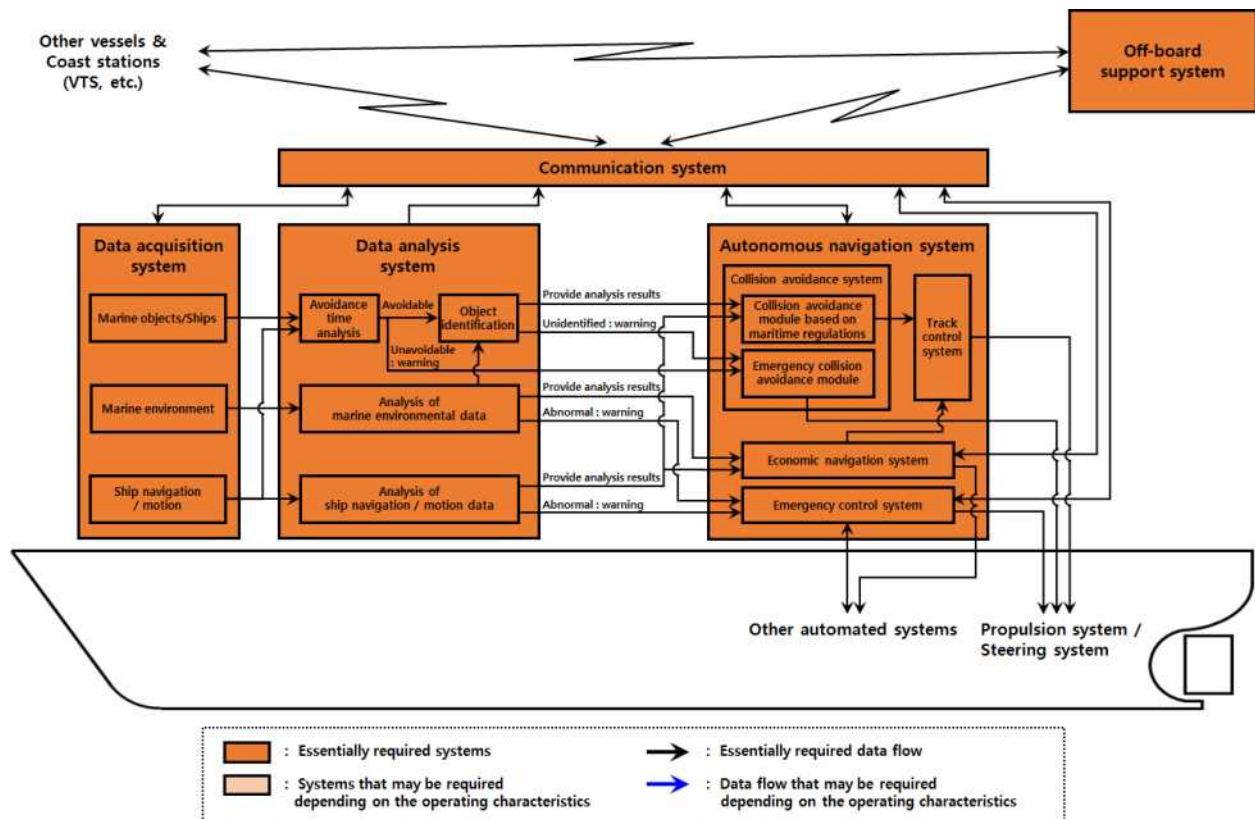 Other vessels &
Coast stations
(VTS, etc.)
Off-board
support system
Communication system
Data acquisition
system
Marine objects/Ships
Marine environment
Ship navigation
/ motion
Data analysis
system
Avoidance
time
analysis
Avoidable
Object
identification
Unavoidable
: warning
Analysis of
marine environmental data
Analysis of
ship navigation / motion data
Provide analysis results
Unidentified : warning
Provide analysis results
Abnormal : warning
Provide analysis results
Abnormal : warning
Autonomous navigation system
Collision avoidance system
Collision avoidance
module based on
maritime regulations
Emergency collision
avoidance module
Track
control
system
Economic navigation system
Emergency control system
Other automated systems
Propulsion system /
Steering system
: Essentially required systems
: Systems that may be required
depending on the operating characteristics
: Essentially required data flow
: Data flow that may be required
depending on the operating characteristics